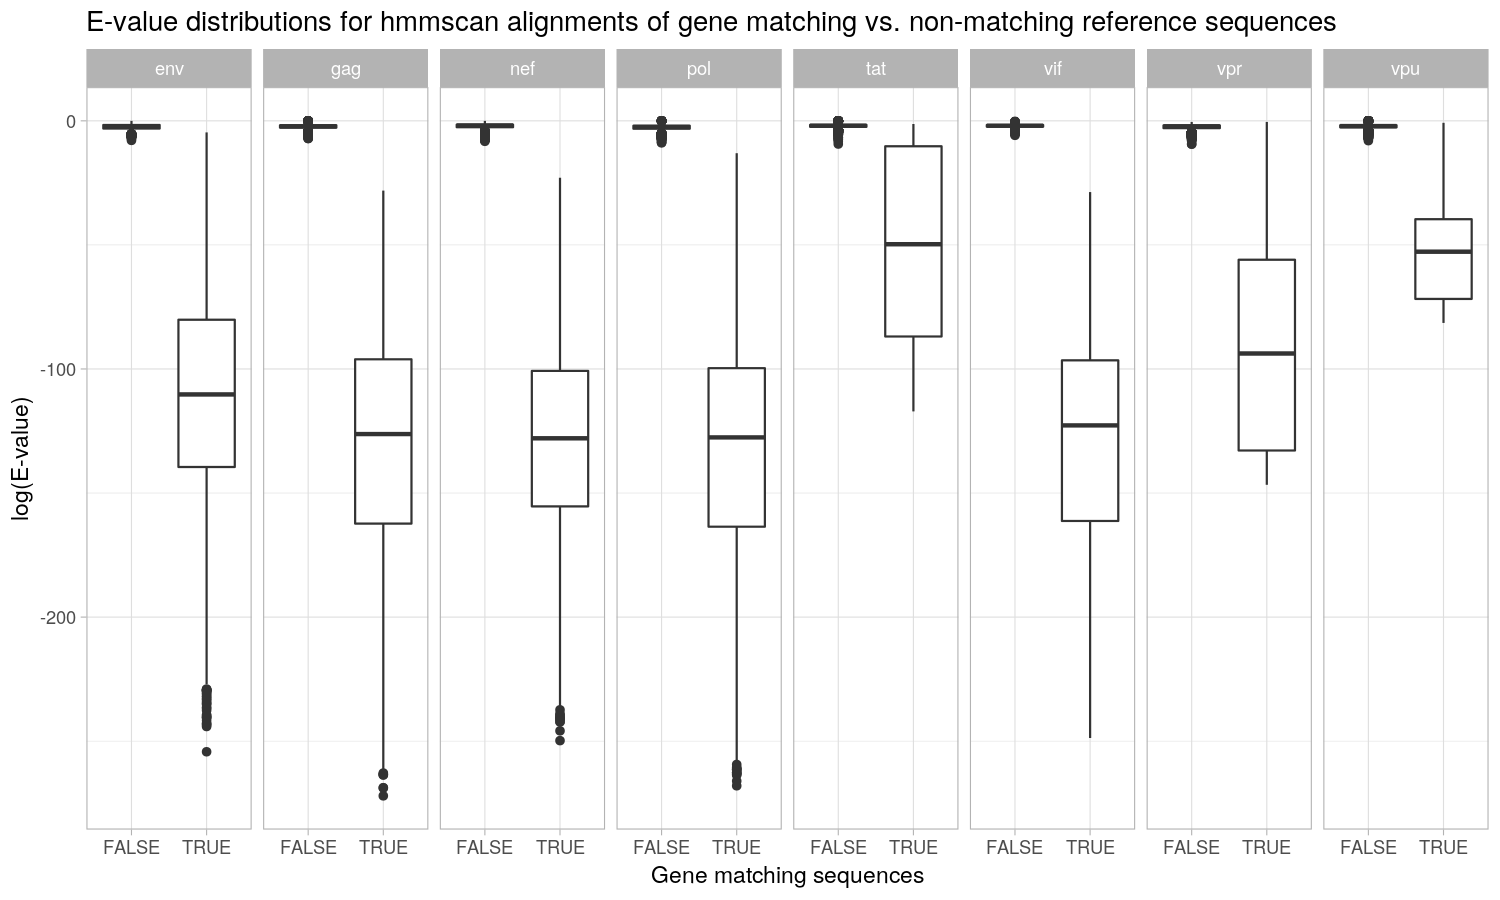 E-value distributions for hmmscan alignments of gene matching vs. non-matching reference sequences
env gag nef pol tat vif vpr vpu
0
-100
-200
log(E-value)
FALSE TRUE FALSE TRUE FALSE TRUE FALSE TRUE FALSE TRUE FALSE TRUE FALSE TRUE FALSE TRUE
Gene matching sequences